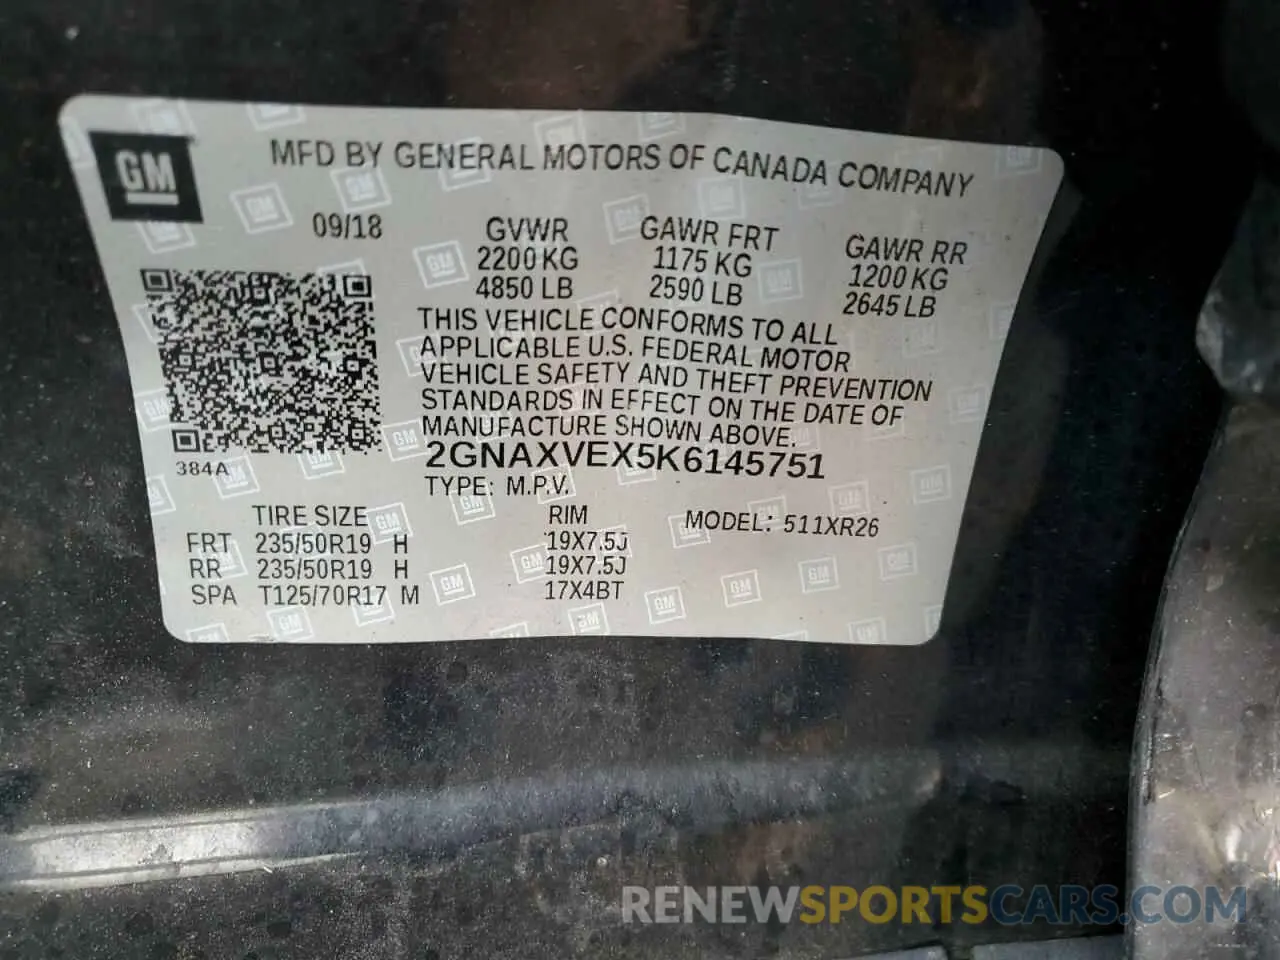 GM
MFD BY GENERAL MOTORS OF CANADA COMPANY
09/18
GVWR GAWR FRT GAWR RR
2200 KG 1175 KG 1200 KG
4850 LB 2590 LB 2645 LB
THIS VEHICLE CONFORMS TO ALL
APPLICABLE U.S. FEDERAL MOTOR
VEHICLE SAFETY AND THEFT PREVENTION
STANDARDS IN EFFECT ON THE DATE OF
MANUFACTURE SHOWN ABOVE.
384A
2GNAXVEX5K6145751
TYPE: M.P.V.
TIRE SIZE RIM MODEL: 511XR26
FRT 235/50R19 H 19X7.5J
RR 235/50R19 H 19X7.5J
SPA T125/70R17 M 17X4BT
RENEWSPORTSCARS.COM